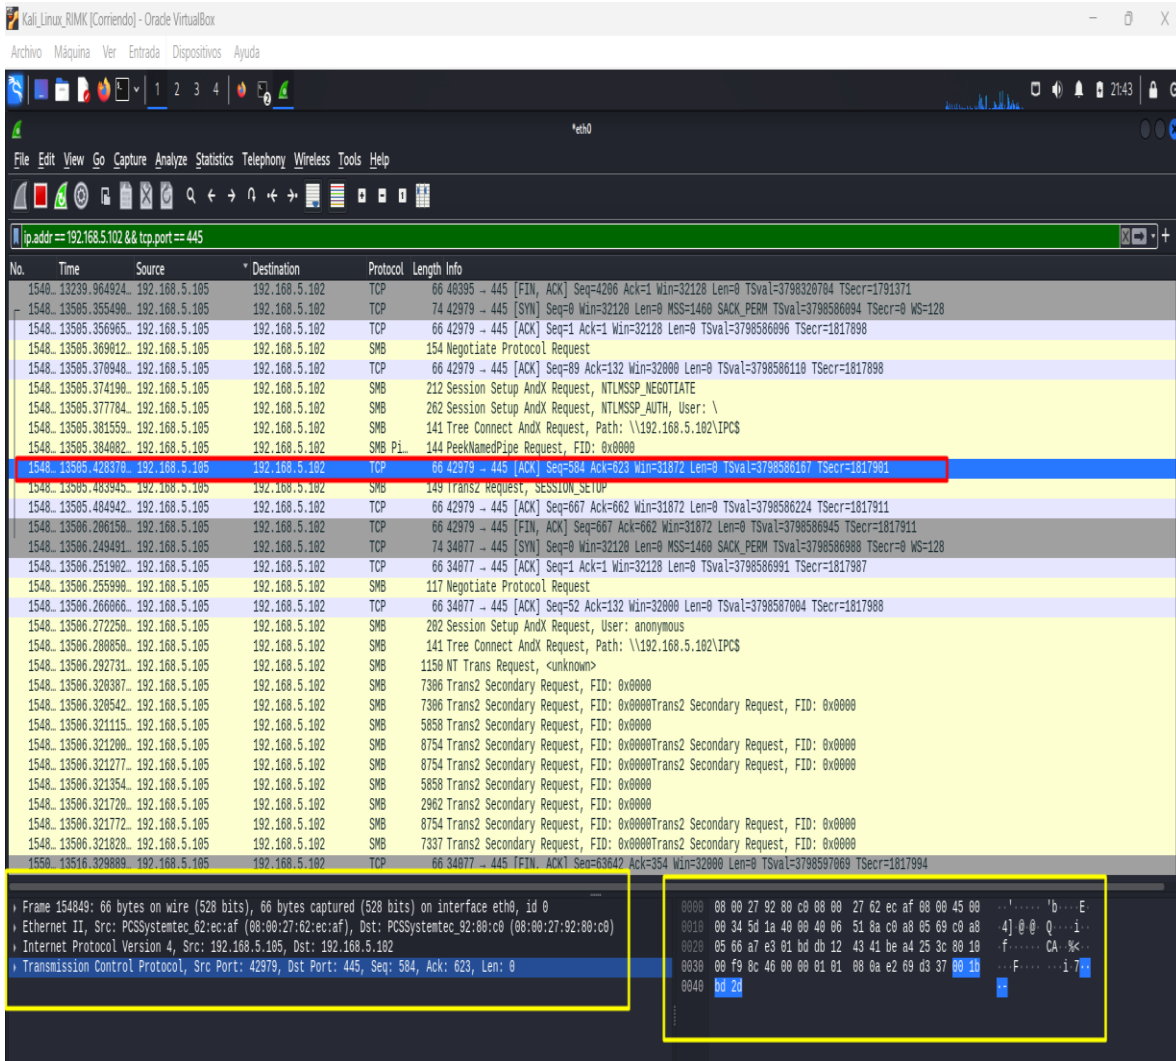 Kali_Linux_RIMK [Corriendo] - Oracle VirtualBox
Archivo Máquina Ver Entrada Dispositivos Ayuda
1 2 3 4 21:43
*eth0
File Edit View Go Capture Analyze Statistics Telephony Wireless Tools Help
ip.addr == 192.168.5.102 && tcp.port == 445
No. Time Source Destination Protocol Length Info
1540… 13239.964924… 192.168.5.105 192.168.5.102 TCP 66 40395 → 445 [FIN, ACK] Seq=4206 Ack=1 Win=32128 Len=0 TSval=3798320704 TSecr=1791371
1548… 13505.355490… 192.168.5.105 192.168.5.102 TCP 74 42979 → 445 [SYN] Seq=0 Win=32120 Len=0 MSS=1460 SACK_PERM TSval=3798586094 TSecr=0 WS=128
1548… 13505.356965… 192.168.5.105 192.168.5.102 TCP 66 42979 → 445 [ACK] Seq=1 Ack=1 Win=32128 Len=0 TSval=3798586096 TSecr=1817898
1548… 13505.369012… 192.168.5.105 192.168.5.102 SMB 154 Negotiate Protocol Request
1548… 13505.370948… 192.168.5.105 192.168.5.102 TCP 66 42979 → 445 [ACK] Seq=89 Ack=132 Win=32000 Len=0 TSval=3798586110 TSecr=1817898
1548… 13505.374190… 192.168.5.105 192.168.5.102 SMB 212 Session Setup AndX Request, NTLMSSP_NEGOTIATE
1548… 13505.377784… 192.168.5.105 192.168.5.102 SMB 262 Session Setup AndX Request, NTLMSSP_AUTH, User: \
1548… 13505.381559… 192.168.5.105 192.168.5.102 SMB 141 Tree Connect AndX Request, Path: \\192.168.5.102\IPC$
1548… 13505.384082… 192.168.5.105 192.168.5.102 SMB Pi… 144 PeekNamedPipe Request, FID: 0x0000
1548… 13505.428370… 192.168.5.105 192.168.5.102 TCP 66 42979 → 445 [ACK] Seq=584 Ack=623 Win=31872 Len=0 TSval=3798586167 TSecr=1817901
1548… 13505.483945… 192.168.5.105 192.168.5.102 SMB 149 Trans2 Request, SESSION_SETUP
1548… 13505.484942… 192.168.5.105 192.168.5.102 TCP 66 42979 → 445 [ACK] Seq=667 Ack=662 Win=31872 Len=0 TSval=3798586224 TSecr=1817911
1548… 13506.206150… 192.168.5.105 192.168.5.102 TCP 66 42979 → 445 [FIN, ACK] Seq=667 Ack=662 Win=31872 Len=0 TSval=3798586945 TSecr=1817911
1548… 13506.249491… 192.168.5.105 192.168.5.102 TCP 74 34077 → 445 [SYN] Seq=0 Win=32120 Len=0 MSS=1460 SACK_PERM TSval=3798586988 TSecr=0 WS=128
1548… 13506.251902… 192.168.5.105 192.168.5.102 TCP 66 34077 → 445 [ACK] Seq=1 Ack=1 Win=32128 Len=0 TSval=3798586991 TSecr=1817987
1548… 13506.255990… 192.168.5.105 192.168.5.102 SMB 117 Negotiate Protocol Request
1548… 13506.266066… 192.168.5.105 192.168.5.102 TCP 66 34077 → 445 [ACK] Seq=52 Ack=132 Win=32000 Len=0 TSval=3798587004 TSecr=1817988
1548… 13506.272250… 192.168.5.105 192.168.5.102 SMB 202 Session Setup AndX Request, User: anonymous
1548… 13506.280850… 192.168.5.105 192.168.5.102 SMB 141 Tree Connect AndX Request, Path: \\192.168.5.102\IPC$
1548… 13506.292731… 192.168.5.105 192.168.5.102 SMB 1150 NT Trans Request, <unknown>
1548… 13506.320387… 192.168.5.105 192.168.5.102 SMB 7306 Trans2 Secondary Request, FID: 0x0000
1548… 13506.320542… 192.168.5.105 192.168.5.102 SMB 7306 Trans2 Secondary Request, FID: 0x0000Trans2 Secondary Request, FID: 0x0000
1548… 13506.321115… 192.168.5.105 192.168.5.102 SMB 5858 Trans2 Secondary Request, FID: 0x0000
1548… 13506.321200… 192.168.5.105 192.168.5.102 SMB 8754 Trans2 Secondary Request, FID: 0x0000Trans2 Secondary Request, FID: 0x0000
1548… 13506.321277… 192.168.5.105 192.168.5.102 SMB 8754 Trans2 Secondary Request, FID: 0x0000Trans2 Secondary Request, FID: 0x0000
1548… 13506.321354… 192.168.5.105 192.168.5.102 SMB 5858 Trans2 Secondary Request, FID: 0x0000
1548… 13506.321720… 192.168.5.105 192.168.5.102 SMB 2962 Trans2 Secondary Request, FID: 0x0000
1548… 13506.321772… 192.168.5.105 192.168.5.102 SMB 8754 Trans2 Secondary Request, FID: 0x0000Trans2 Secondary Request, FID: 0x0000
1548… 13506.321828… 192.168.5.105 192.168.5.102 SMB 7337 Trans2 Secondary Request, FID: 0x0000Trans2 Secondary Request, FID: 0x0000
1550… 13516.329889… 192.168.5.105 192.168.5.102 TCP 66 34077 → 445 [FIN, ACK] Seq=63642 Ack=354 Win=32000 Len=0 TSval=3798597069 TSecr=1817994
Frame 154849: 66 bytes on wire (528 bits), 66 bytes captured (528 bits) on interface eth0, id 0
Ethernet II, Src: PCSSystemtec_62:ec:af (08:00:27:62:ec:af), Dst: PCSSystemtec_92:80:c0 (08:00:27:92:80:c0)
Internet Protocol Version 4, Src: 192.168.5.105, Dst: 192.168.5.102
Transmission Control Protocol, Src Port: 42979, Dst Port: 445, Seq: 584, Ack: 623, Len: 0
0000 08 00 27 92 80 c0 08 00 27 62 ec af 08 00 45 00 ··'····· 'b····E·
0010 00 34 5d 1a 40 00 40 06 51 8a c0 a8 05 69 c0 a8 ·4]·@·@· Q····i··
0020 05 66 a7 e3 01 bd db 12 43 41 be a4 25 3c 80 10 ·f······ CA··%<··
0030 00 f9 8c 46 00 00 01 01 08 0a e2 69 d3 37 00 1b ···F···· ···i·7··
0040 bd 2d ·-